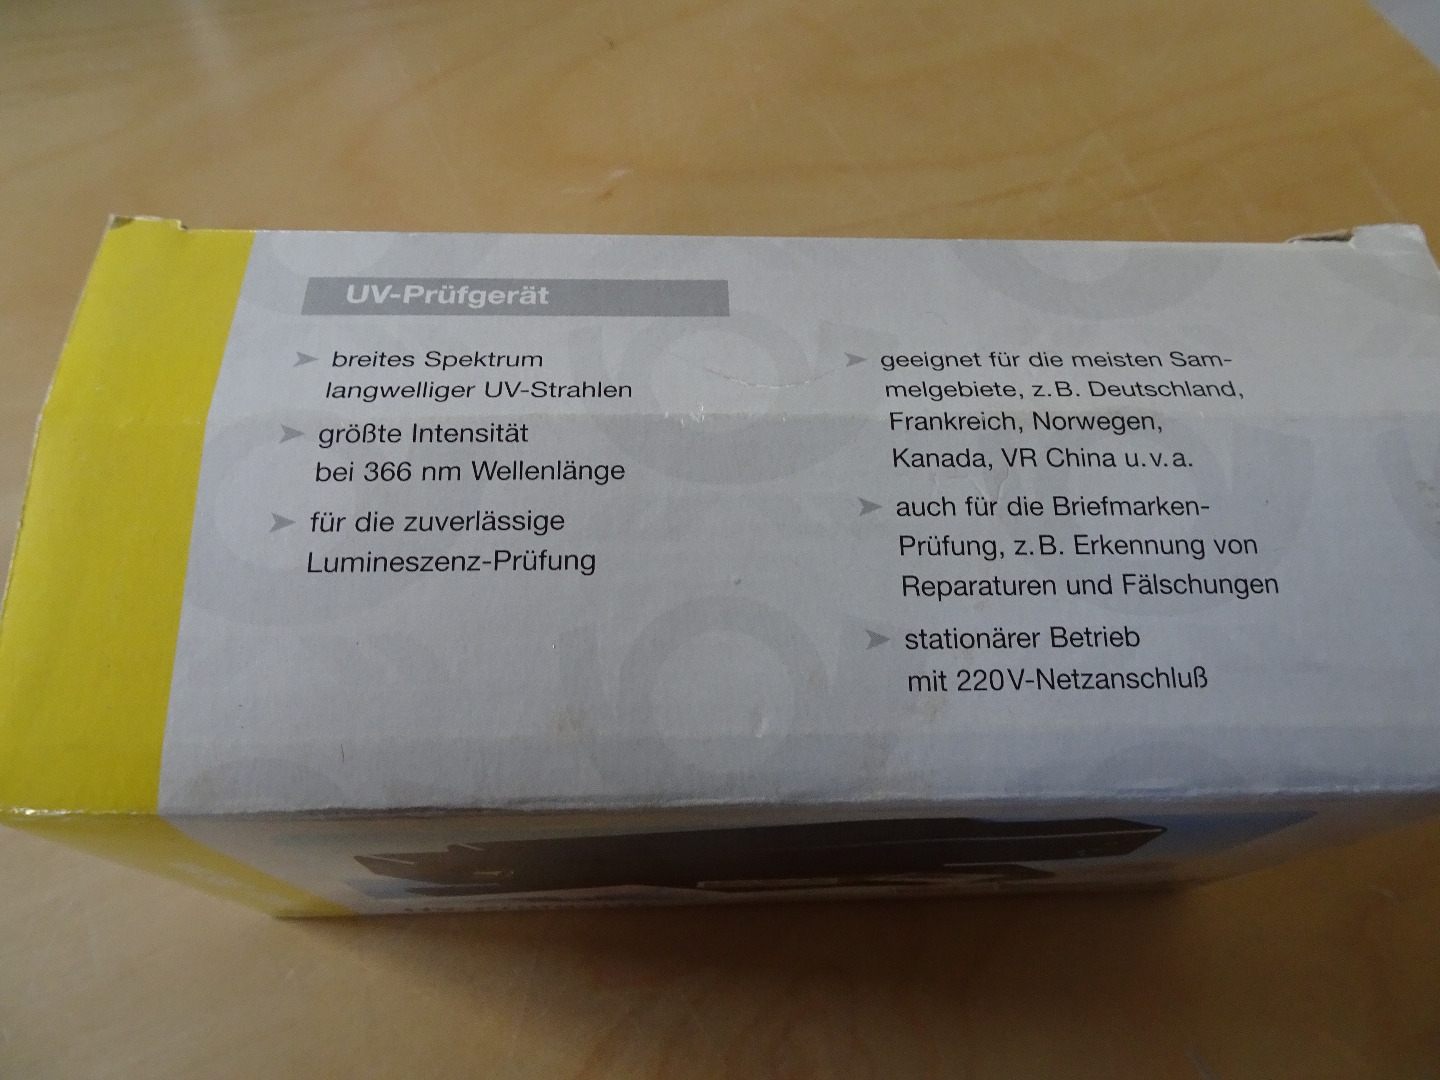 UV-Prüfgerät
breites Spektrum
langwelliger UV-Strahlen
größte Intensität
bei 366 nm Wellenlänge
für die zuverlässige
Lumineszenz-Prüfung
geeignet für die meisten Sam-
melgebiete, z. B. Deutschland,
Frankreich, Norwegen,
Kanada, VR China u. v. a.
auch für die Briefmarken-
Prüfung, z. B. Erkennung von
Reparaturen und Fälschungen
stationärer Betrieb
mit 220 V-Netzanschluß